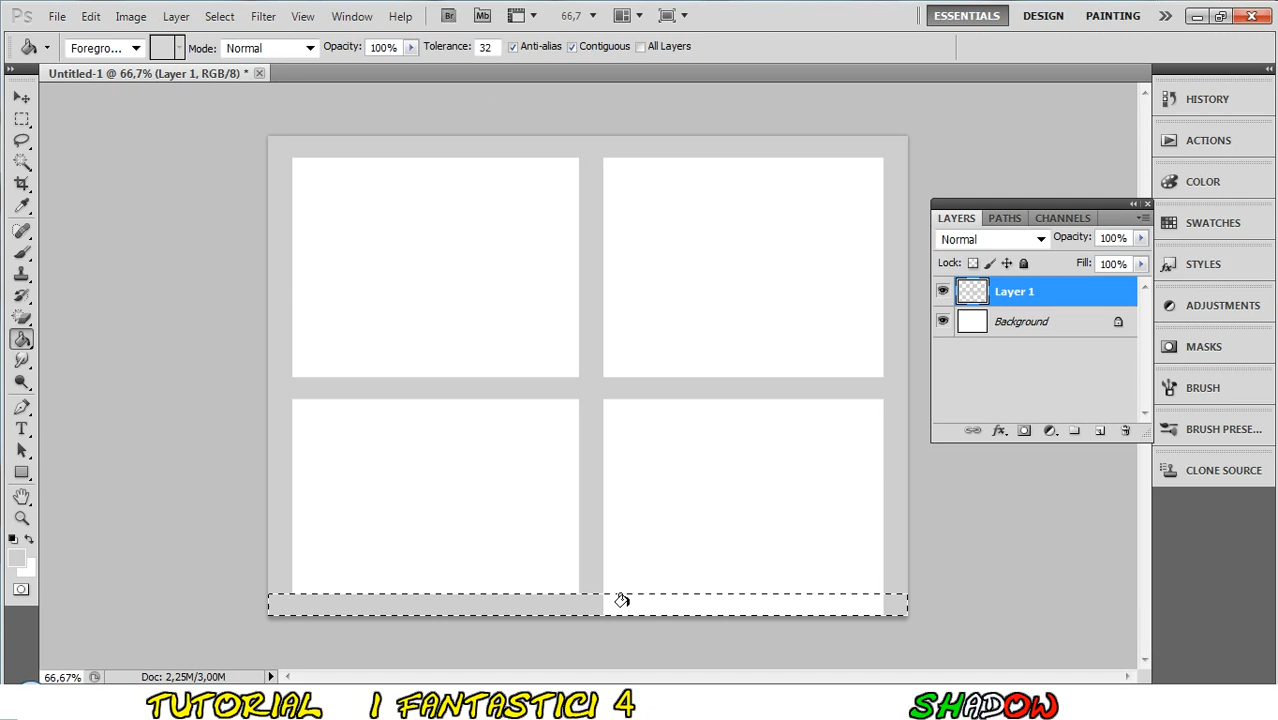 Ps File Edit Image Layer Select Filter View Window Help Br Mb 66,7 ESSENTIALS DESIGN PAINTING
Foregro... Mode: Normal Opacity: 100% Tolerance: 32 Anti-alias Contiguous All Layers
Untitled-1 @ 66,7% (Layer 1, RGB/8) *
HISTORY
ACTIONS
COLOR
SWATCHES
STYLES
ADJUSTMENTS
MASKS
BRUSH
BRUSH PRESE...
CLONE SOURCE
LAYERS PATHS CHANNELS
Normal Opacity: 100%
Lock: Fill: 100%
Layer 1
Background
66,67% Doc: 2,25M/3,00M
TUTORIAL I FANTASTICI 4 SHADOW